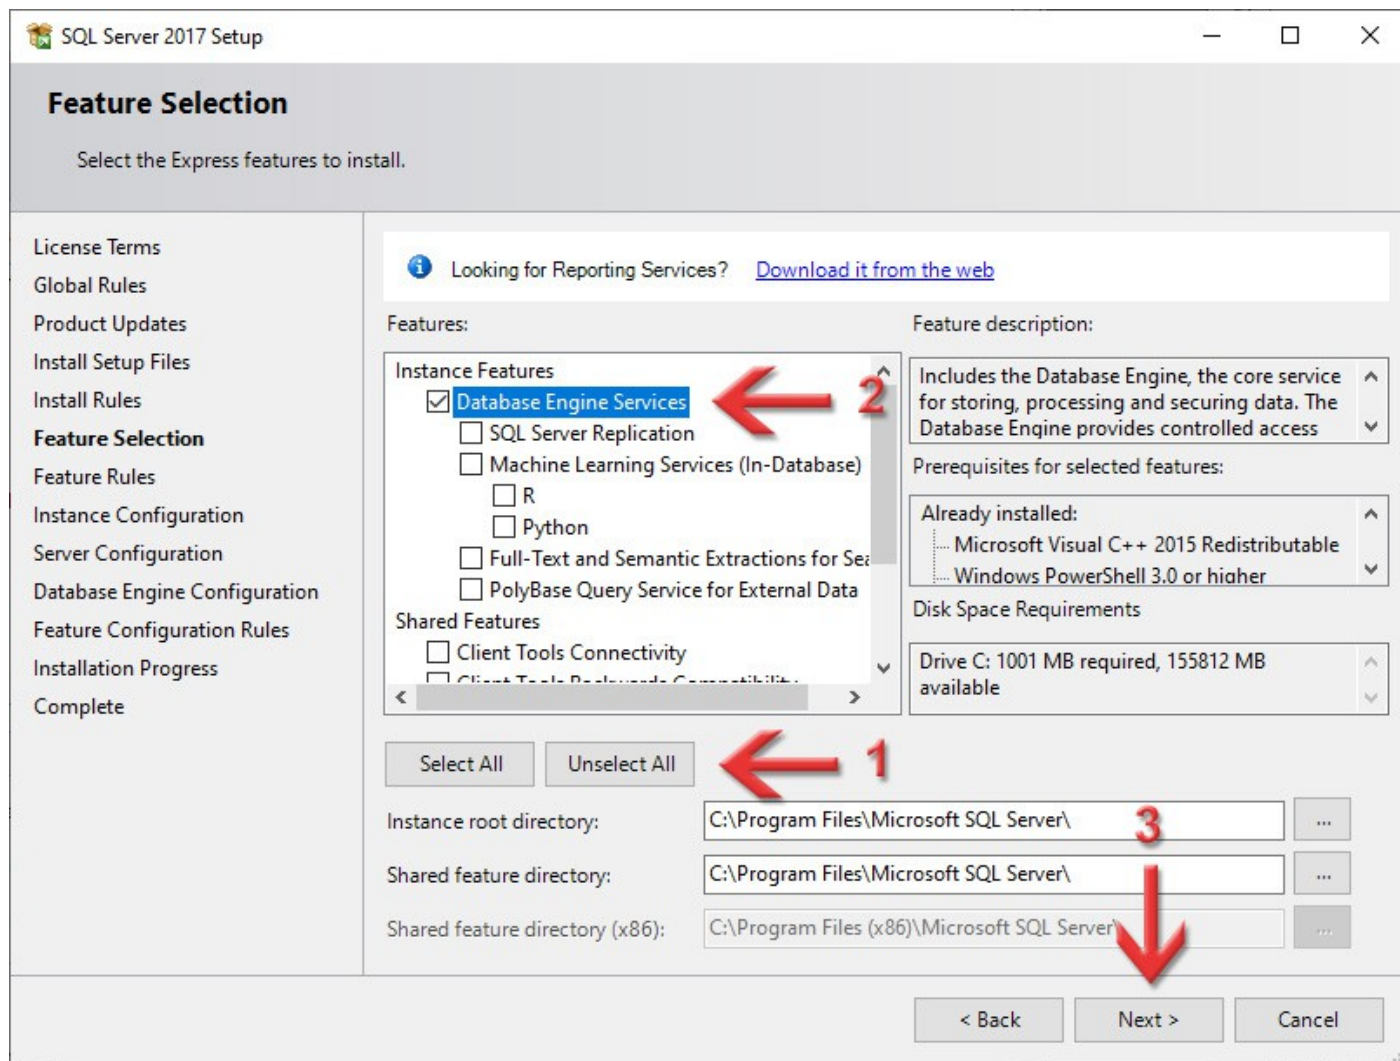 SQL Server 2017 Setup
Feature Selection
Select the Express features to install.
License Terms
Global Rules
Product Updates
Install Setup Files
Install Rules
Feature Selection
Feature Rules
Instance Configuration
Server Configuration
Database Engine Configuration
Feature Configuration Rules
Installation Progress
Complete
Looking for Reporting Services? Download it from the web
Features:
Instance Features
Database Engine Services
2
SQL Server Replication
Machine Learning Services (In-Database)
R
Python
Full-Text and Semantic Extractions for Sea
PolyBase Query Service for External Data
Shared Features
Client Tools Connectivity
Client Tools Backwards Compatibility
Feature description:
Includes the Database Engine, the core service
for storing, processing and securing data. The
Database Engine provides controlled access
Prerequisites for selected features:
Already installed:
Microsoft Visual C++ 2015 Redistributable
Windows PowerShell 3.0 or higher
Disk Space Requirements
Drive C: 1001 MB required, 155812 MB
available
Select All Unselect All 1
Instance root directory: C:\Program Files\Microsoft SQL Server\ ...
3
Shared feature directory: C:\Program Files\Microsoft SQL Server\ ...
Shared feature directory (x86): C:\Program Files (x86)\Microsoft SQL Server\ ...
< Back Next > Cancel